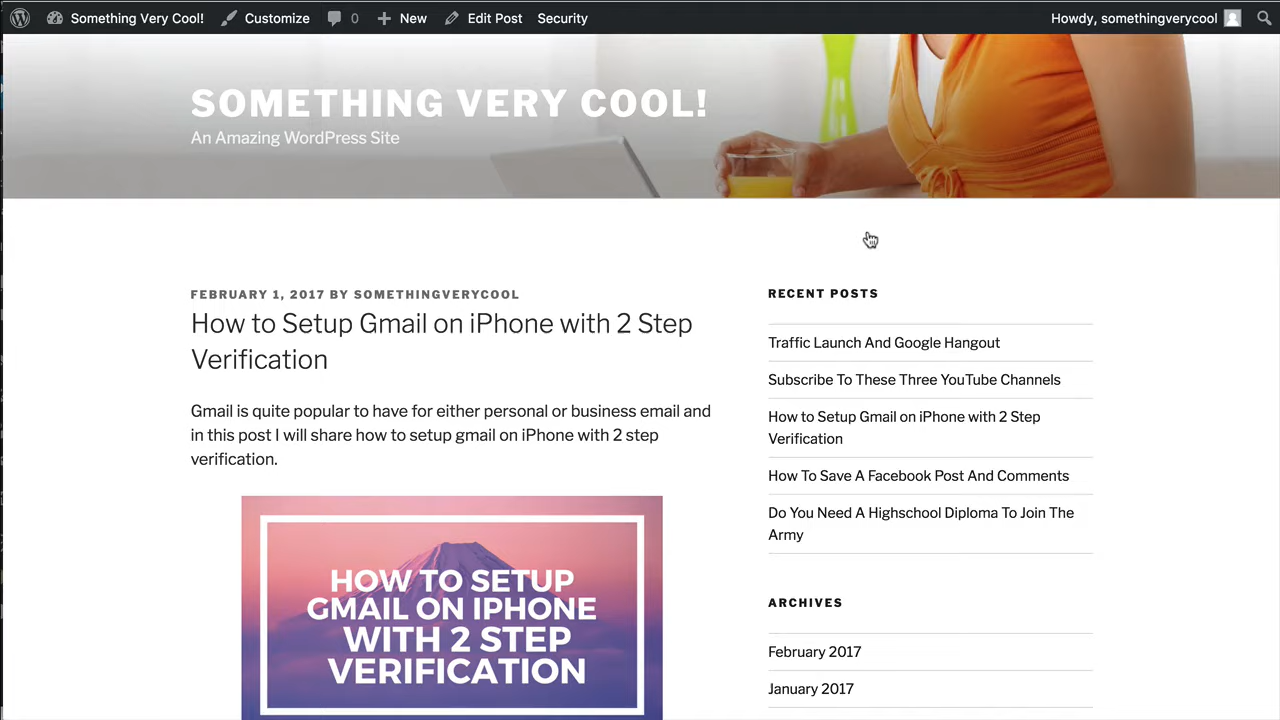 Something Very Cool! Customize 0 New Edit Post Security Howdy, somethingverycool
SOMETHING VERY COOL!
An Amazing WordPress Site
FEBRUARY 1, 2017 BY SOMETHINGVERYCOOL
How to Setup Gmail on iPhone with 2 Step
Verification
Gmail is quite popular to have for either personal or business email and
in this post I will share how to setup gmail on iPhone with 2 step
verification.
HOW TO SETUP
GMAIL ON IPHONE
WITH 2 STEP
VERIFICATION
RECENT POSTS
Traffic Launch And Google Hangout
Subscribe To These Three YouTube Channels
How to Setup Gmail on iPhone with 2 Step
Verification
How To Save A Facebook Post And Comments
Do You Need A Highschool Diploma To Join The
Army
ARCHIVES
February 2017
January 2017